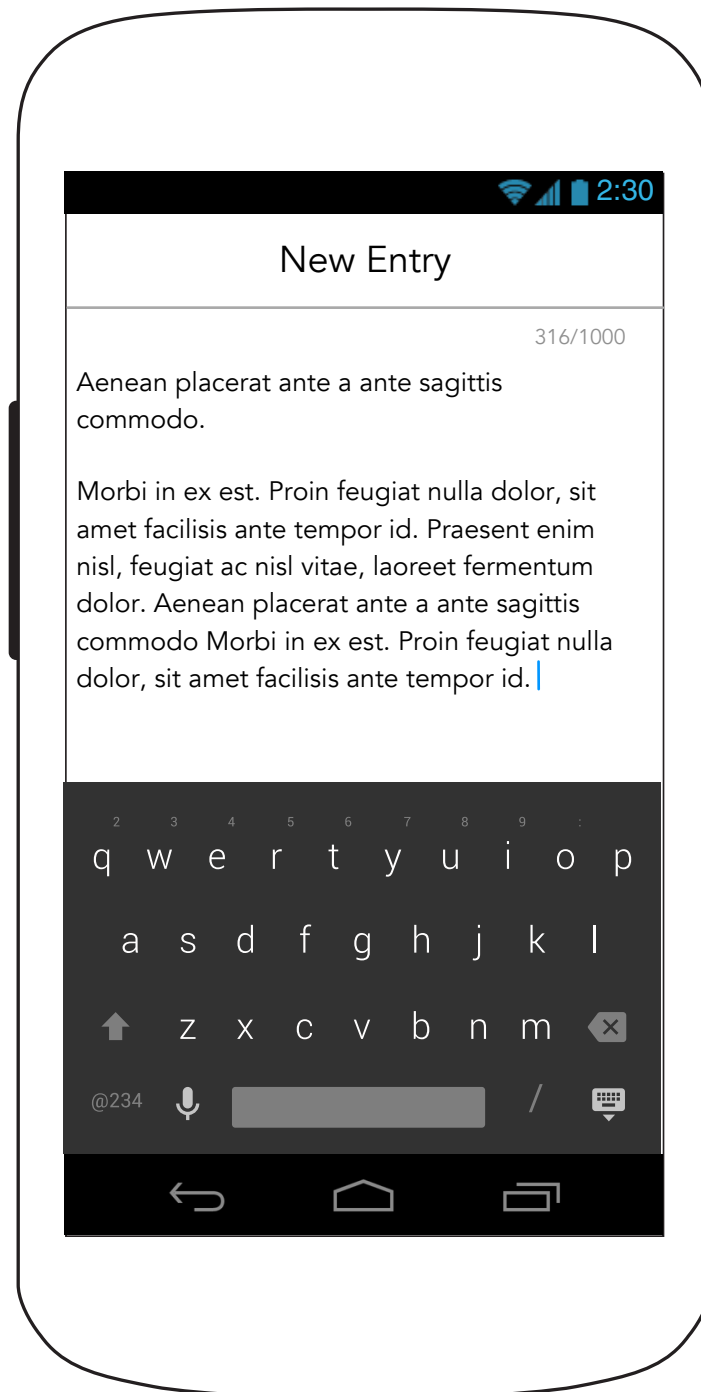 2:30
New Entry
316/1000
Aenean placerat ante a ante sagittis
commodo.
Morbi in ex est. Proin feugiat nulla dolor, sit
amet facilisis ante tempor id. Praesent enim
nisl, feugiat ac nisl vitae, laoreet fermentum
dolor. Aenean placerat ante a ante sagittis
commodo Morbi in ex est. Proin feugiat nulla
dolor, sit amet facilisis ante tempor id.
2 3 4 5 6 7 8 9 :
q w e r t y u i o p
a s d f g h j k l
z x c v b n m
@234 /